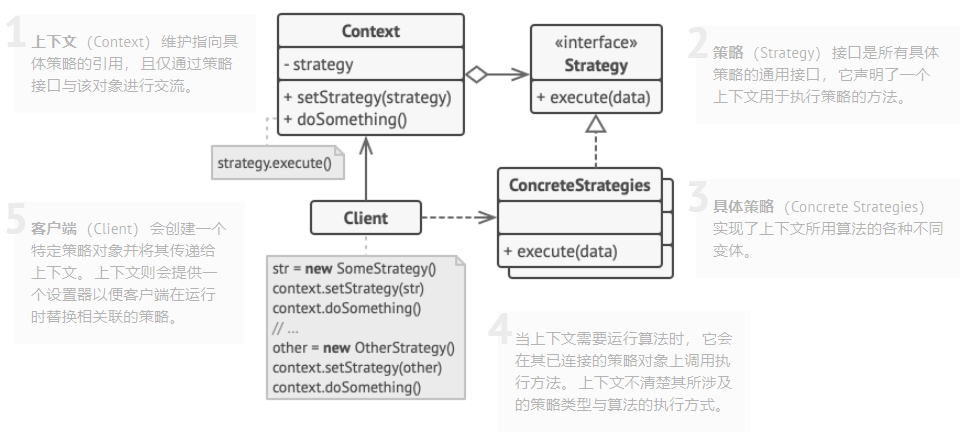 1
上下文（Context）维护指向具
体策略的引用，且仅通过策略
接口与该对象进行交流。
Context
- strategy
+ setStrategy(strategy)
+ doSomething()
strategy.execute()
«interface»
Strategy
+ execute(data)
2
策略（Strategy）接口是所有具体
策略的通用接口，它声明了一个
上下文用于执行策略的方法。
ConcreteStrategies
+ execute(data)
3
具体策略（Concrete Strategies）
实现了上下文所用算法的各种不同
变体。
Client
5
客户端（Client）会创建一个
特定策略对象并将其传递给
上下文。上下文则会提供一
个设置器以便客户端在运行
时替换相关联的策略。
str = new SomeStrategy()
context.setStrategy(str)
context.doSomething()
// ...
other = new OtherStrategy()
context.setStrategy(other)
context.doSomething()
4
当上下文需要运行算法时，它会
在其已连接的策略对象上调用执
行方法。上下文不清楚其所涉及
的策略类型与算法的执行方式。